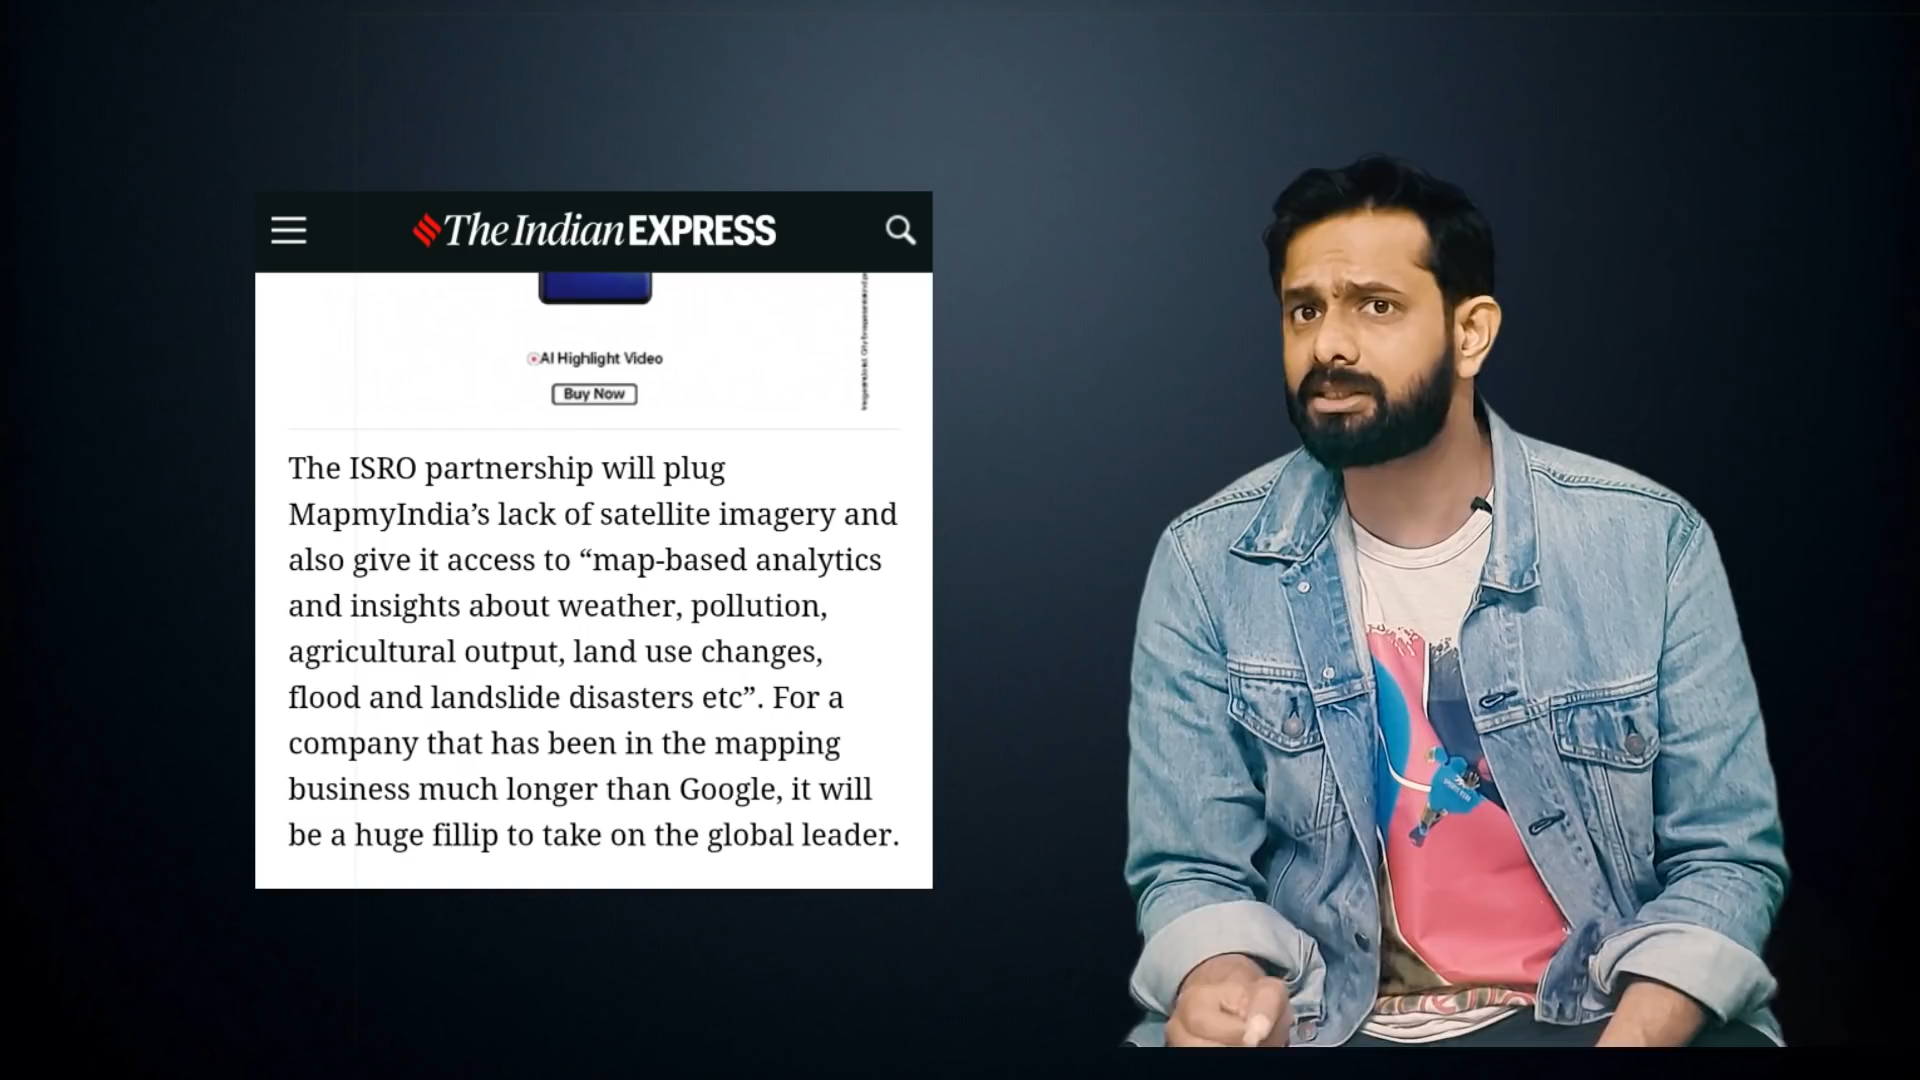 The Indian EXPRESS
AI Highlight Video
Buy Now
The ISRO partnership will plug
MapmyIndia’s lack of satellite imagery and
also give it access to “map-based analytics
and insights about weather, pollution,
agricultural output, land use changes,
flood and landslide disasters etc”. For a
company that has been in the mapping
business much longer than Google, it will
be a huge fillip to take on the global leader.